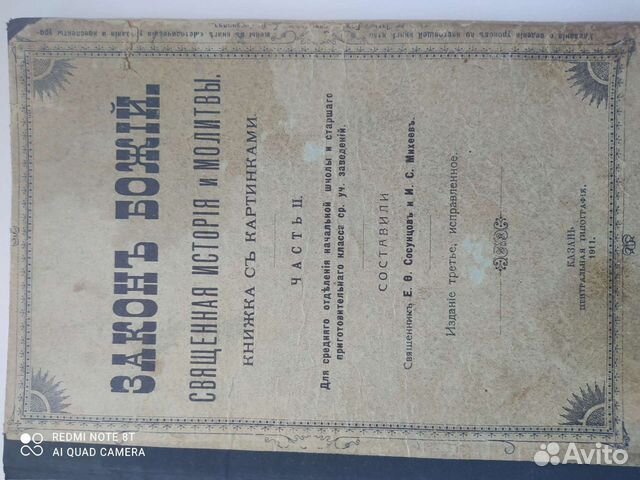 ЗАКОНЪ БОЖІЙ.
СВЯЩЕННАЯ ИСТОРІЯ И МОЛИТВЫ.
КНИЖКА СЪ КАРТИНКАМИ.
ЧАСТЬ II.
Для средняго отдѣленія начальной школы и старшаго
приготовительнаго класса ср. уч. заведеній.
СОСТАВИЛИ
Священникъ Е. Ѳ. Сосунцовъ и И. С. Михеевъ.
Изданіе третье, исправленное.
КАЗАНЬ
ЦЕНТРАЛЬНАЯ ТИПОГРАФІЯ.
1911.
REDMI NOTE 8T
AI QUAD CAMERA
Avito